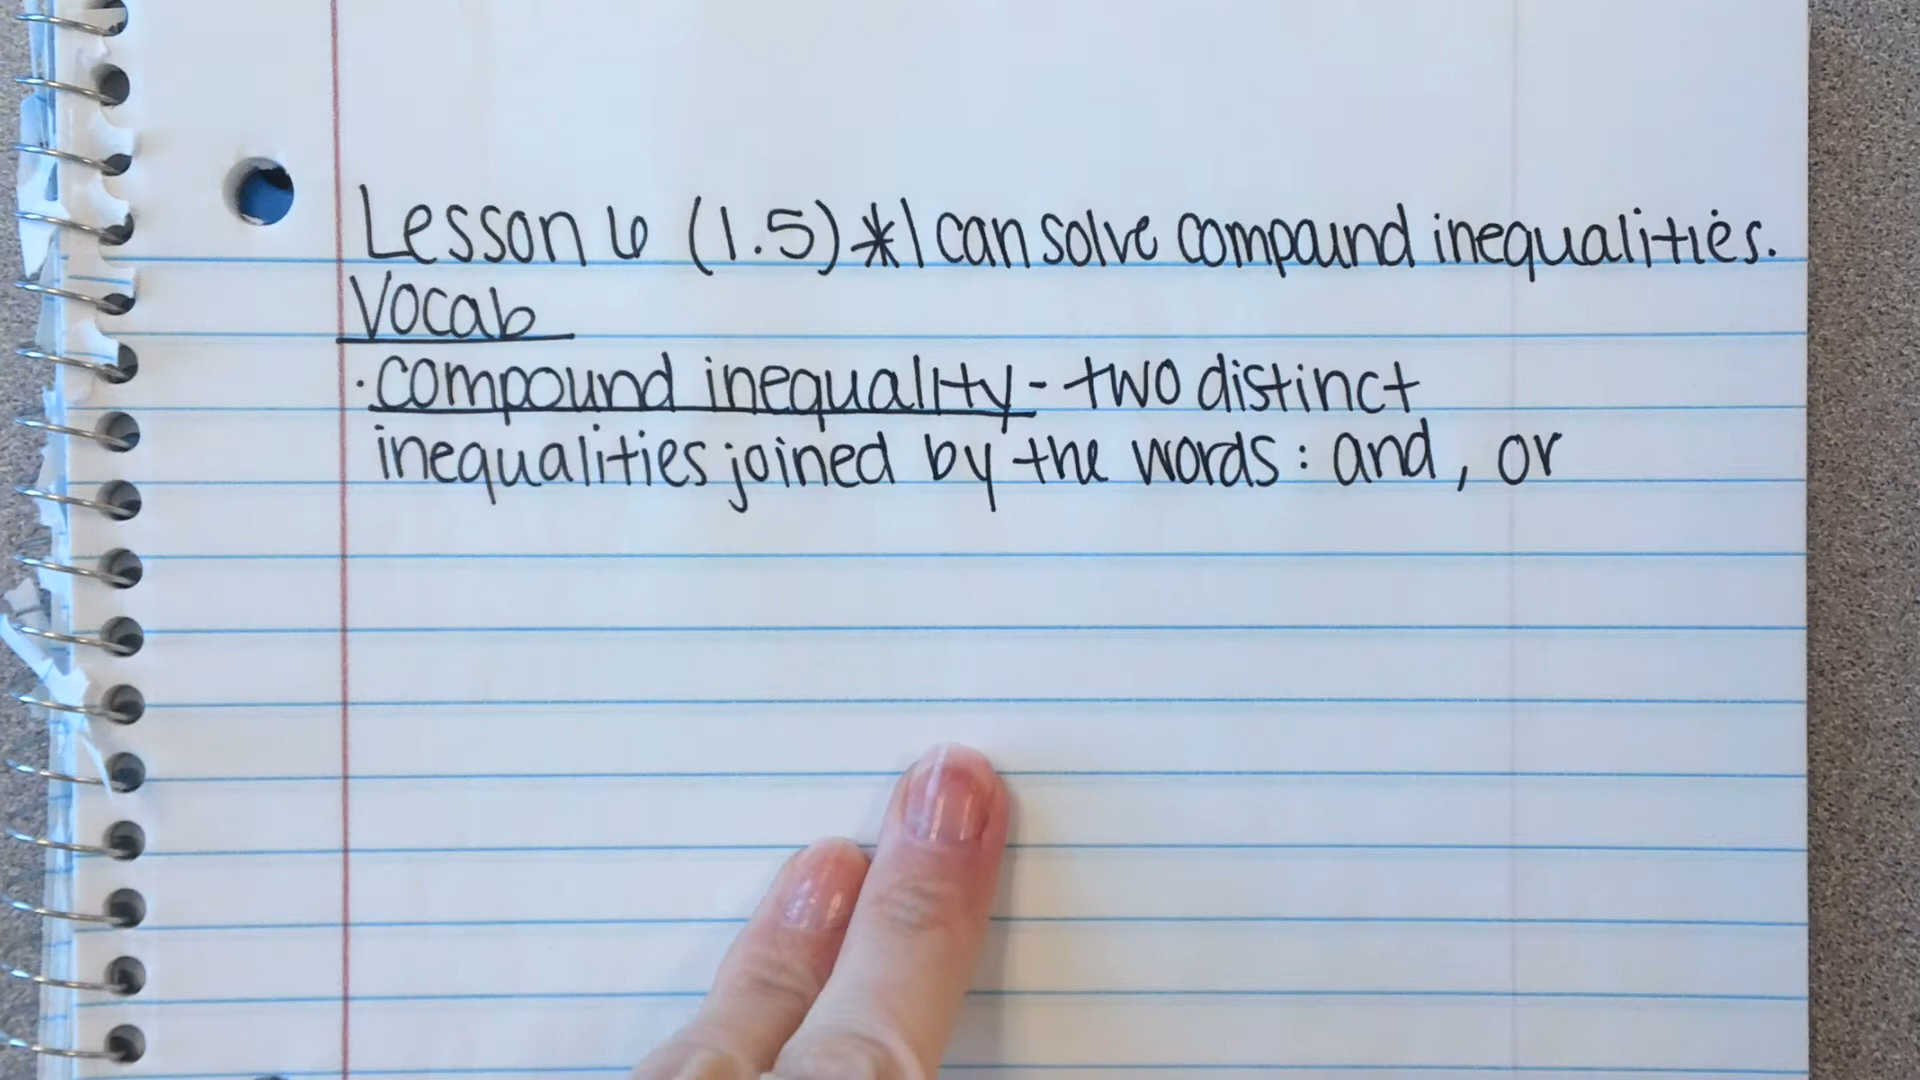 Lesson 6 (1.5) *I can solve compound inequalities.
Vocab
· compound inequality - two distinct
inequalities joined by the words: and, or